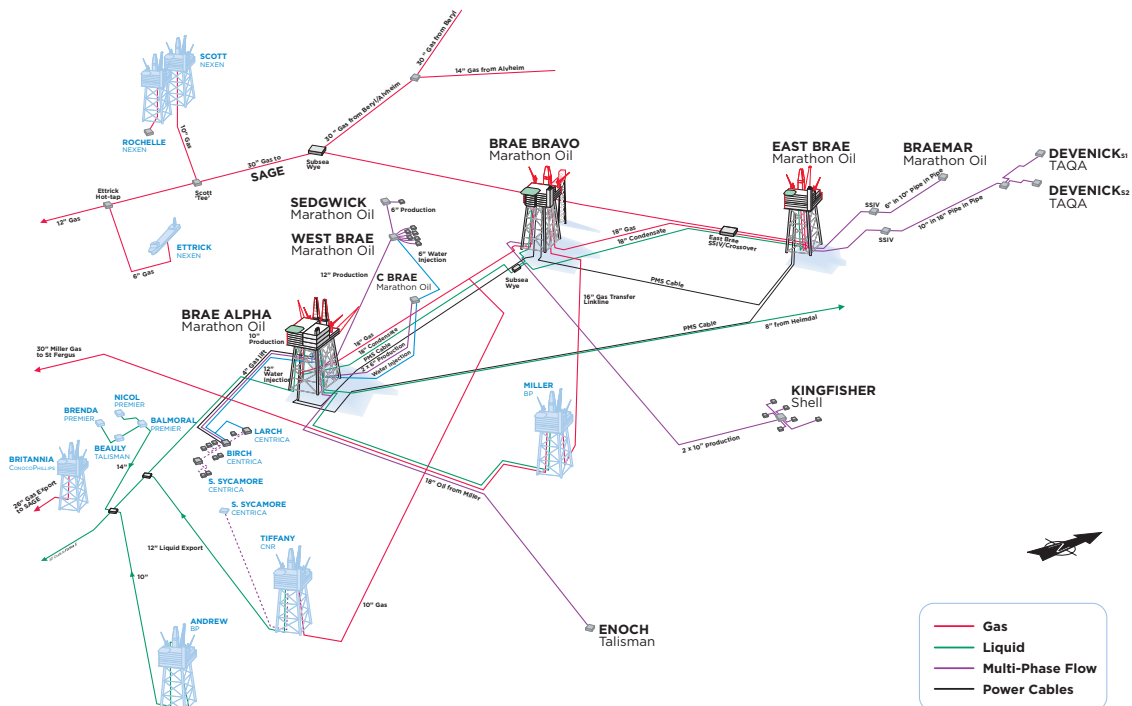 30" Gas from Beryl
14" Gas from Alvheim
30" Gas from Beryl/Alvheim
SCOTT
NEXEN
ROCHELLE
NEXEN
10" Gas
30" Gas to
SAGE
Subsea
Wye
Ettrick
Hot-tap
Scott
'Tee'
12" Gas
ETTRICK
NEXEN
6" Gas
BRAE BRAVO
Marathon Oil
EAST BRAE
Marathon Oil
BRAEMAR
Marathon Oil
DEVENICK S1
TAQA
DEVENICK S2
TAQA
SSIV
6" in 10" Pipe in Pipe
SSIV
10" in 16" Pipe in Pipe
SEDGWICK
Marathon Oil
6" Production
WEST BRAE
Marathon Oil
6" Water
Injection
12" Production
C BRAE
Marathon Oil
18" Gas
18" Condensate
East Brae
SSIV/Crossover
Subsea
Wye
PMS Cable
16" Gas Transfer
Linkline
PMS Cable
8" from Heimdal
BRAE ALPHA
Marathon Oil
10"
Production
18" Gas
18" Condensate
PMS Cable
2 x 6" Production
Water Injection
4" Gas lift
12"
Water
Injection
30" Miller Gas
to St Fergus
MILLER
BP
KINGFISHER
Shell
2 x 10" production
NICOL
PREMIER
BRENDA
PREMIER
BALMORAL
PREMIER
BEAULY
TALISMAN
14"
BRITANNIA
CONOCOPHILLIPS
26" Gas Export
to SAGE
LARCH
CENTRICA
BIRCH
CENTRICA
S. SYCAMORE
CENTRICA
S. SYCAMORE
CENTRICA
18" Oil from Miller
12" Liquid Export
TIFFANY
CNR
10" Gas
10"
ANDREW
BP
ENOCH
Talisman
N
Gas
Liquid
Multi-Phase Flow
Power Cables